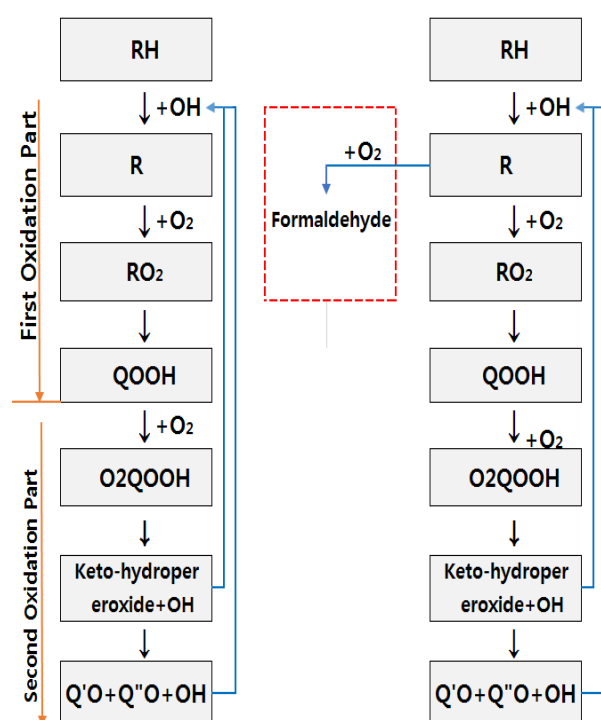 First Oxidation Part
Second Oxidation Part
RH
+OH
R
+O₂
RO₂
QOOH
+O₂
O2QOOH
Keto-hydroper
eroxide+OH
Q'O+Q"O+OH
+O₂
Formaldehyde
RH
+OH
R
+O₂
RO₂
QOOH
+O₂
O2QOOH
Keto-hydroper
eroxide+OH
Q'O+Q"O+OH